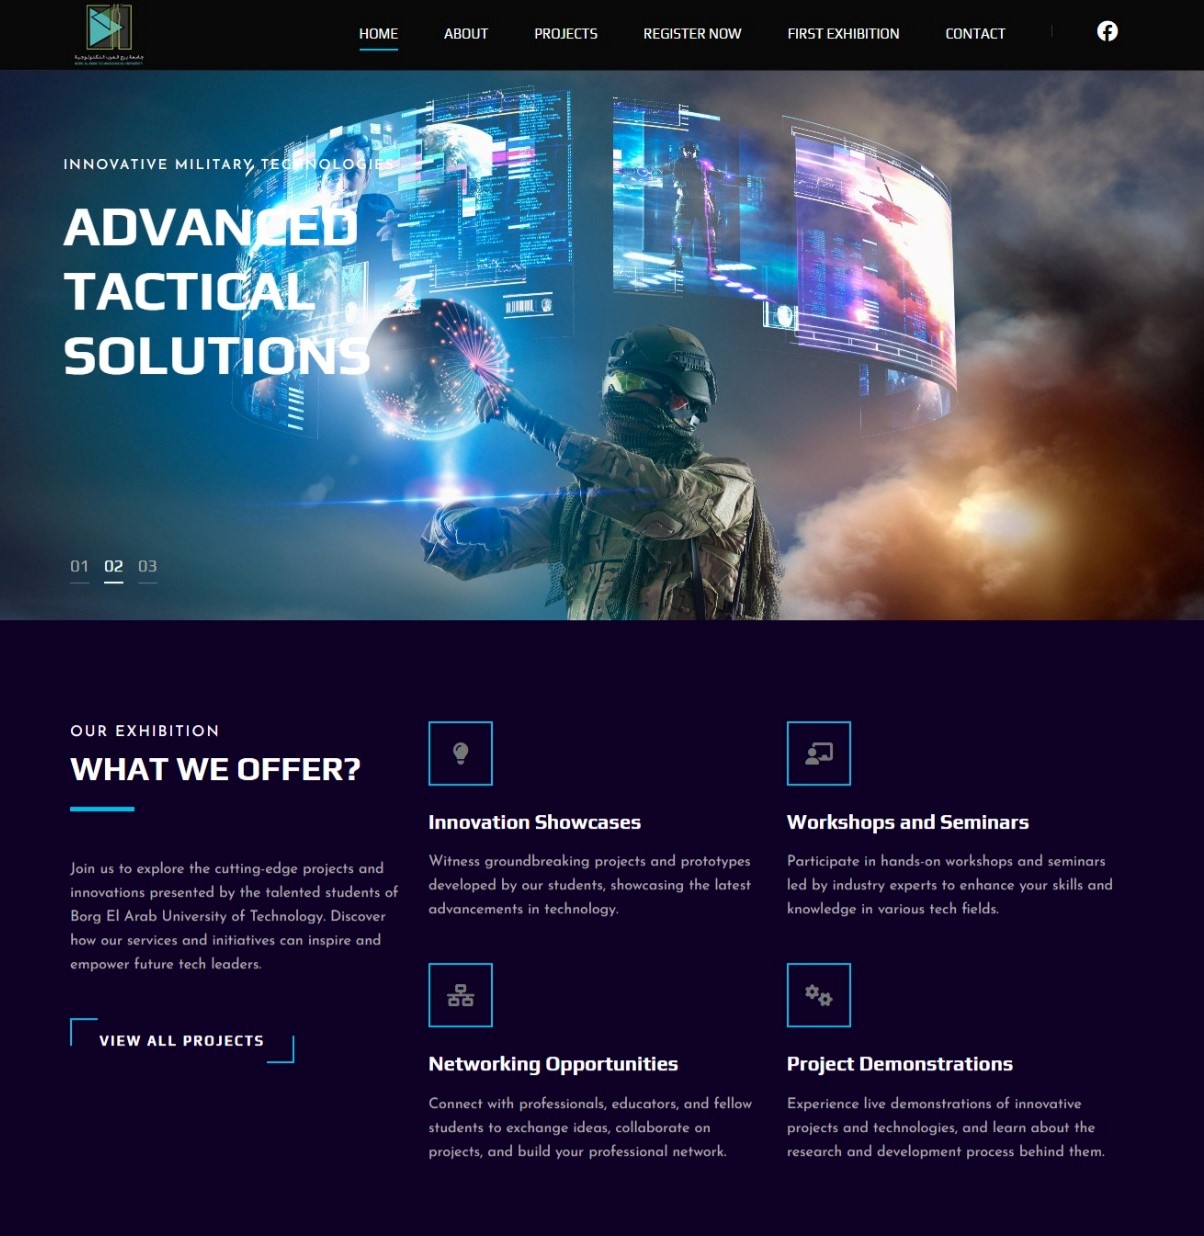 جامعة برج العرب التكنولوجية
HOME
ABOUT
PROJECTS
REGISTER NOW
FIRST EXHIBITION
CONTACT
INNOVATIVE MILITARY TECHNOLOGIES
ADVANCED
TACTICAL
SOLUTIONS
01 02 03
OUR EXHIBITION
WHAT WE OFFER?
Join us to explore the cutting-edge projects and
innovations presented by the talented students of
Borg El Arab University of Technology. Discover
how our services and initiatives can inspire and
empower future tech leaders.
VIEW ALL PROJECTS
Innovation Showcases
Witness groundbreaking projects and prototypes
developed by our students, showcasing the latest
advancements in technology.
Workshops and Seminars
Participate in hands-on workshops and seminars
led by industry experts to enhance your skills and
knowledge in various tech fields.
Networking Opportunities
Connect with professionals, educators, and fellow
students to exchange ideas, collaborate on
projects, and build your professional network.
Project Demonstrations
Experience live demonstrations of innovative
projects and technologies, and learn about the
research and development process behind them.